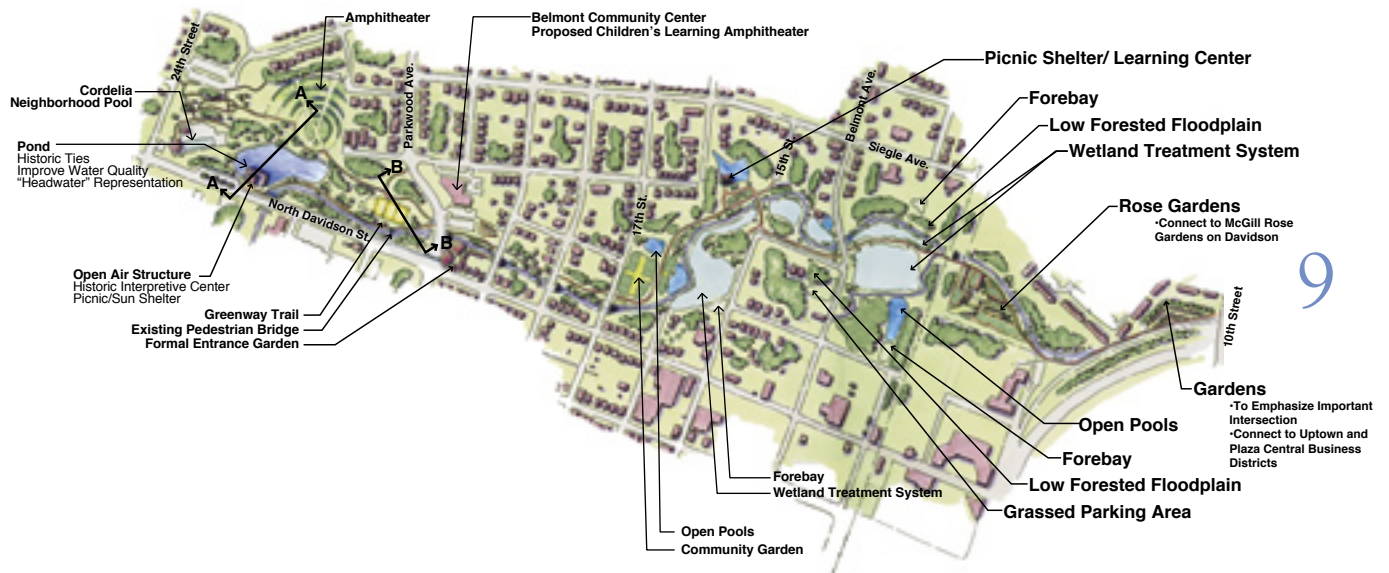 Amphitheater
Belmont Community Center
Proposed Children's Learning Amphitheater
24th Street
Parkwood Ave.
Cordelia
Neighborhood Pool
A
Pond
Historic Ties
Improve Water Quality
“Headwater” Representation
A
B
B
North Davidson St.
Open Air Structure
Historic Interpretive Center
Picnic/Sun Shelter
Greenway Trail
Existing Pedestrian Bridge
Formal Entrance Garden
Picnic Shelter/ Learning Center
Belmont Ave.
15th St.
17th St.
Siegle Ave.
Forebay
Low Forested Floodplain
Wetland Treatment System
Rose Gardens
•Connect to McGill Rose
Gardens on Davidson
9
10th Street
Gardens
•To Emphasize Important
Intersection
•Connect to Uptown and
Plaza Central Business
Districts
Open Pools
Forebay
Low Forested Floodplain
Grassed Parking Area
Forebay
Wetland Treatment System
Open Pools
Community Garden